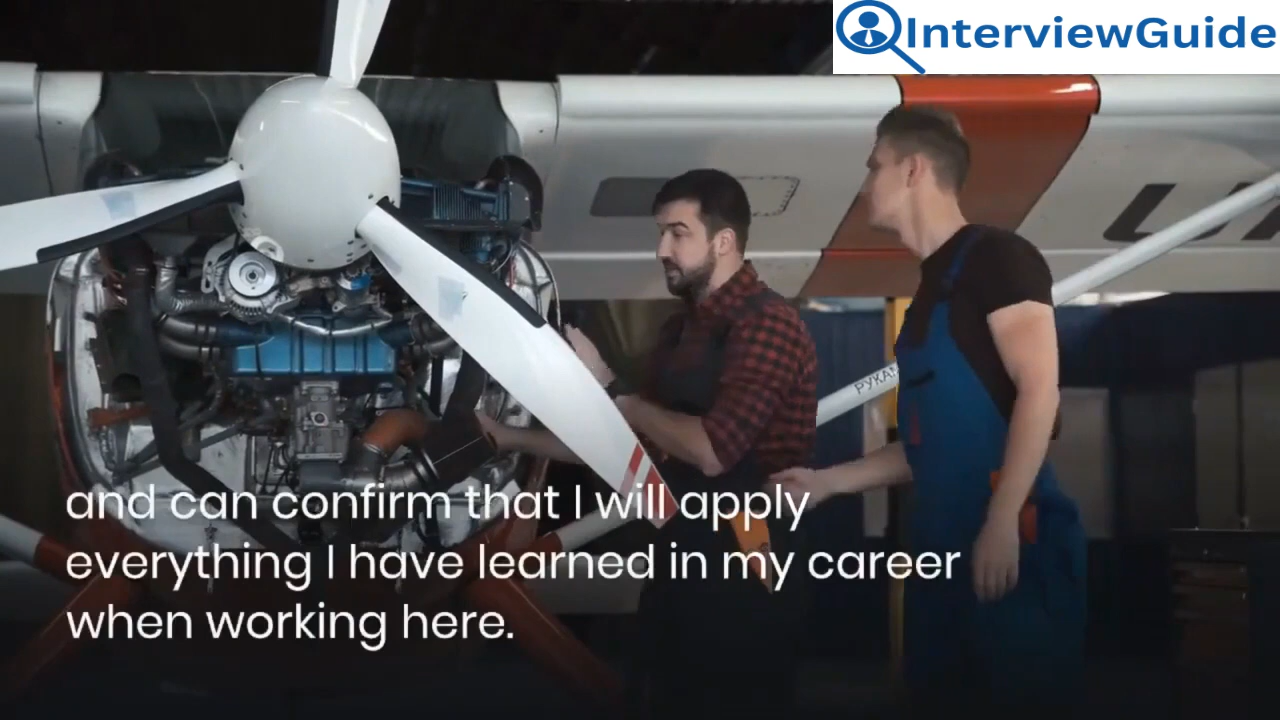 InterviewGuide
and can confirm that I will apply
everything I have learned in my career
when working here.